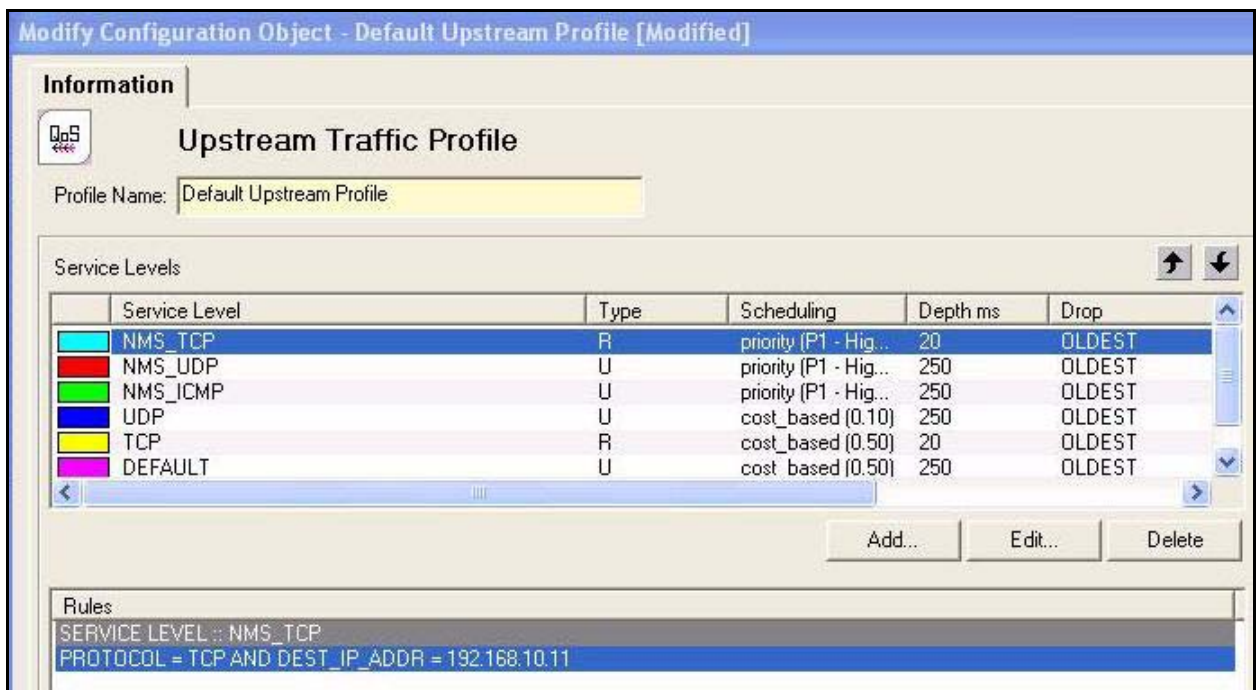 Modify Configuration Object - Default Upstream Profile [Modified]
Information
QoS
Upstream Traffic Profile
Profile Name: Default Upstream Profile
Service Levels
Service Level Type Scheduling Depth ms Drop
NMS_TCP R priority (P1 - Hig... 20 OLDEST
NMS_UDP U priority (P1 - Hig... 250 OLDEST
NMS_ICMP U priority (P1 - Hig... 250 OLDEST
UDP U cost_based (0.10) 250 OLDEST
TCP R cost_based (0.50) 20 OLDEST
DEFAULT U cost_based (0.50) 250 OLDEST
Add... Edit... Delete
Rules
SERVICE LEVEL :: NMS_TCP
PROTOCOL = TCP AND DEST_IP_ADDR = 192.168.10.11